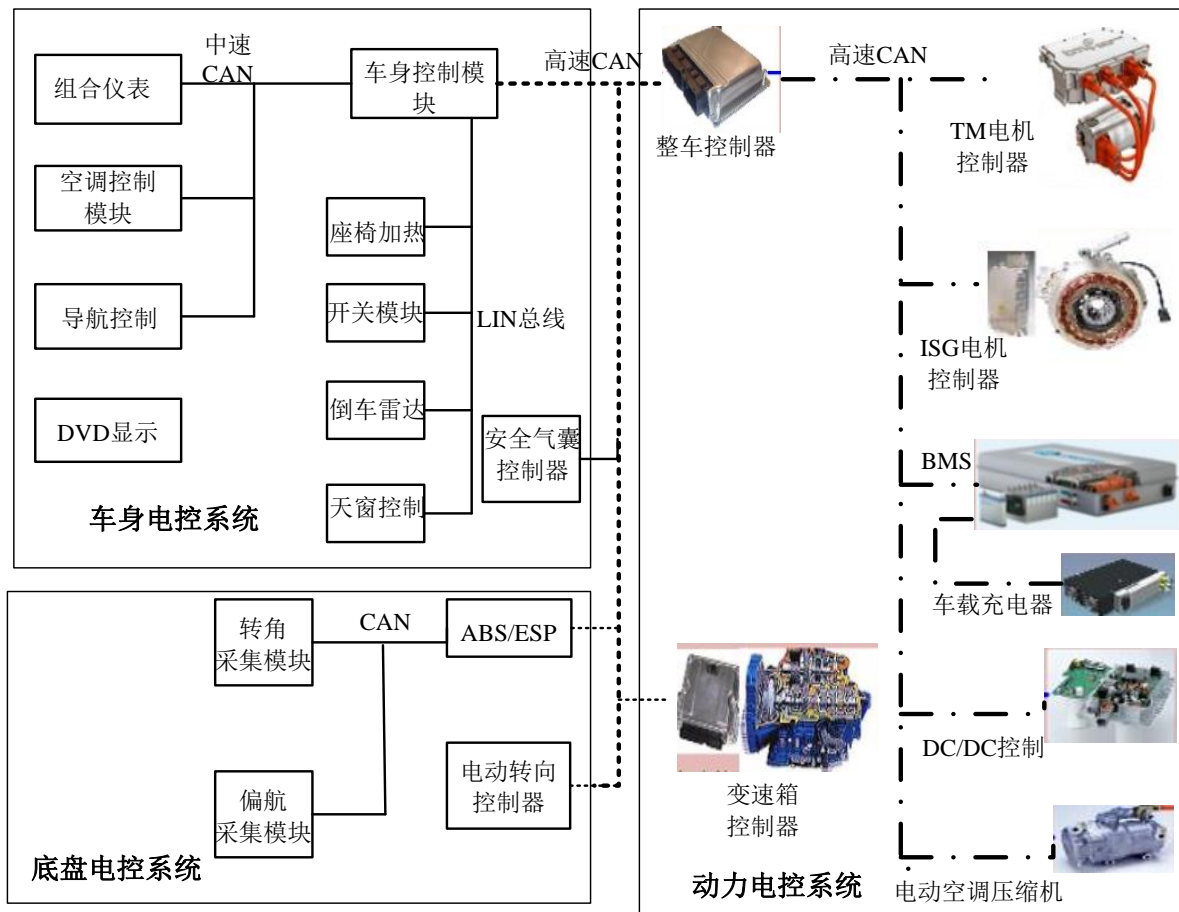 组合仪表
中速
CAN
车身控制模
块
空调控制
模块
导航控制
DVD显示
座椅加热
开关模块
倒车雷达
天窗控制
LIN总线
安全气囊
控制器
车身电控系统
高速CAN
转角
采集模块
CAN
ABS/ESP
偏航
采集模块
电动转向
控制器
底盘电控系统
整车控制器
高速CAN
TM电机
控制器
ISG电机
控制器
BMS
车载充电器
DC/DC控制
变速箱
控制器
电动空调压缩机
动力电控系统